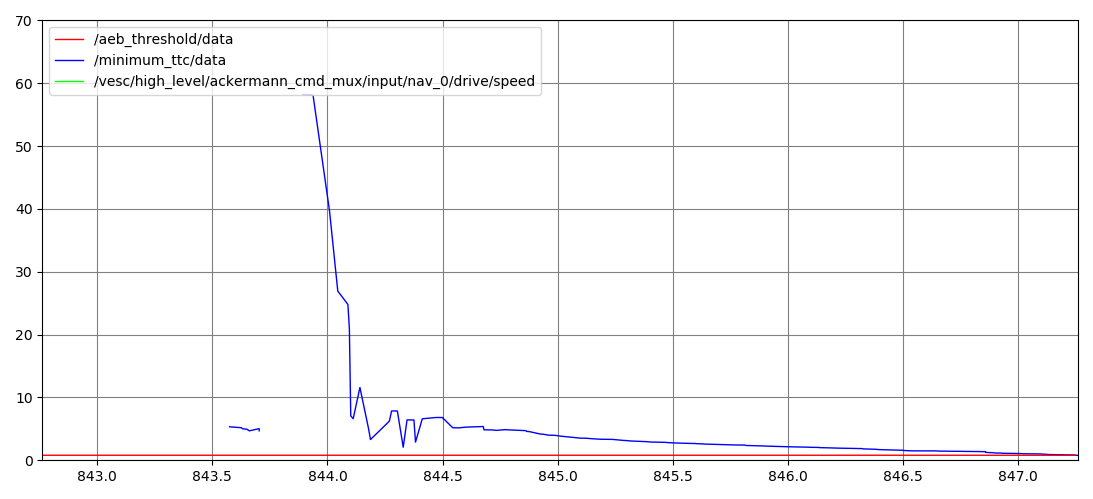 70
60
50
40
30
20
10
0
/aeb_threshold/data
/minimum_ttc/data
/vesc/high_level/ackermann_cmd_mux/input/nav_0/drive/speed
843.0 843.5 844.0 844.5 845.0 845.5 846.0 846.5 847.0